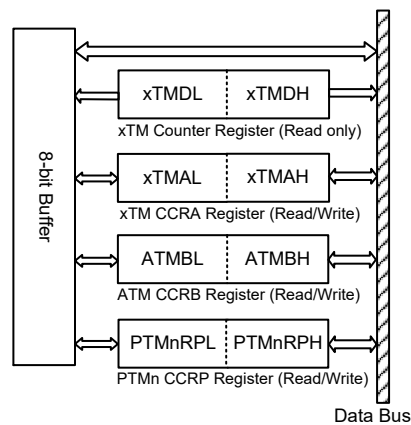 xTMDL xTMDH
xTM Counter Register (Read only)
8-bit Buffer
xTMAL xTMAH
xTM CCRA Register (Read/Write)
ATMBL ATMBH
ATM CCRB Register (Read/Write)
PTMnRPL PTMnRPH
PTMn CCRP Register (Read/Write)
Data Bus